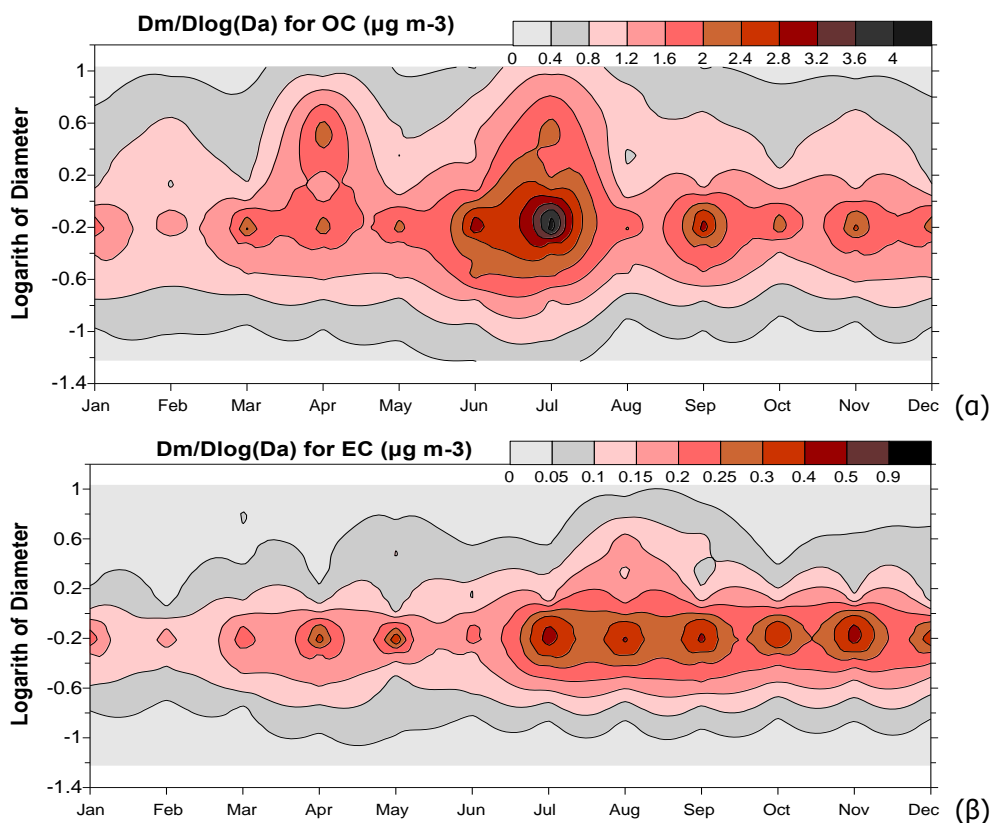 Dm/Dlog(Da) for OC (µg m-3)
0 0.4 0.8 1.2 1.6 2 2.4 2.8 3.2 3.6 4
Logarith of Diameter
1
0.6
0.2
-0.2
-0.6
-1
-1.4
Jan Feb Mar Apr May Jun Jul Aug Sep Oct Nov Dec
(α)
Dm/Dlog(Da) for EC (µg m-3)
0 0.05 0.1 0.15 0.2 0.25 0.3 0.4 0.5 0.9
Logarith of Diameter
1
0.6
0.2
-0.2
-0.6
-1
-1.4
Jan Feb Mar Apr May Jun Jul Aug Sep Oct Nov Dec
(β)